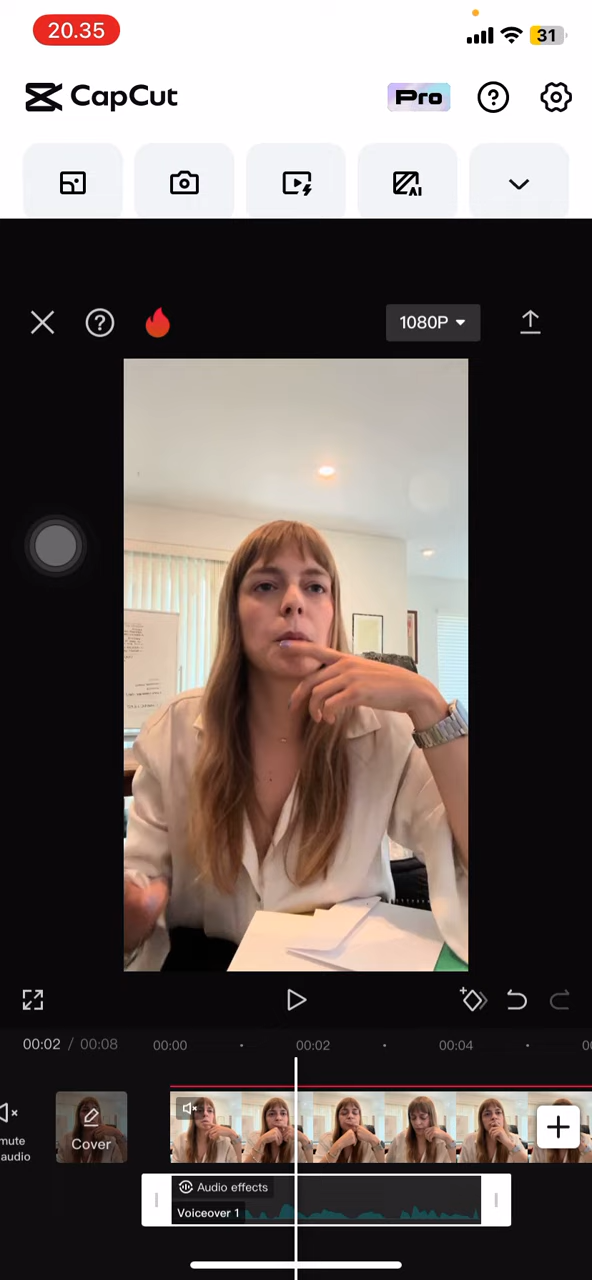 20.35
31
CapCut
Pro
AI
1080P
00:02 / 00:08
00:00
00:02
00:04
mute
audio
Cover
Audio effects
Voiceover 1